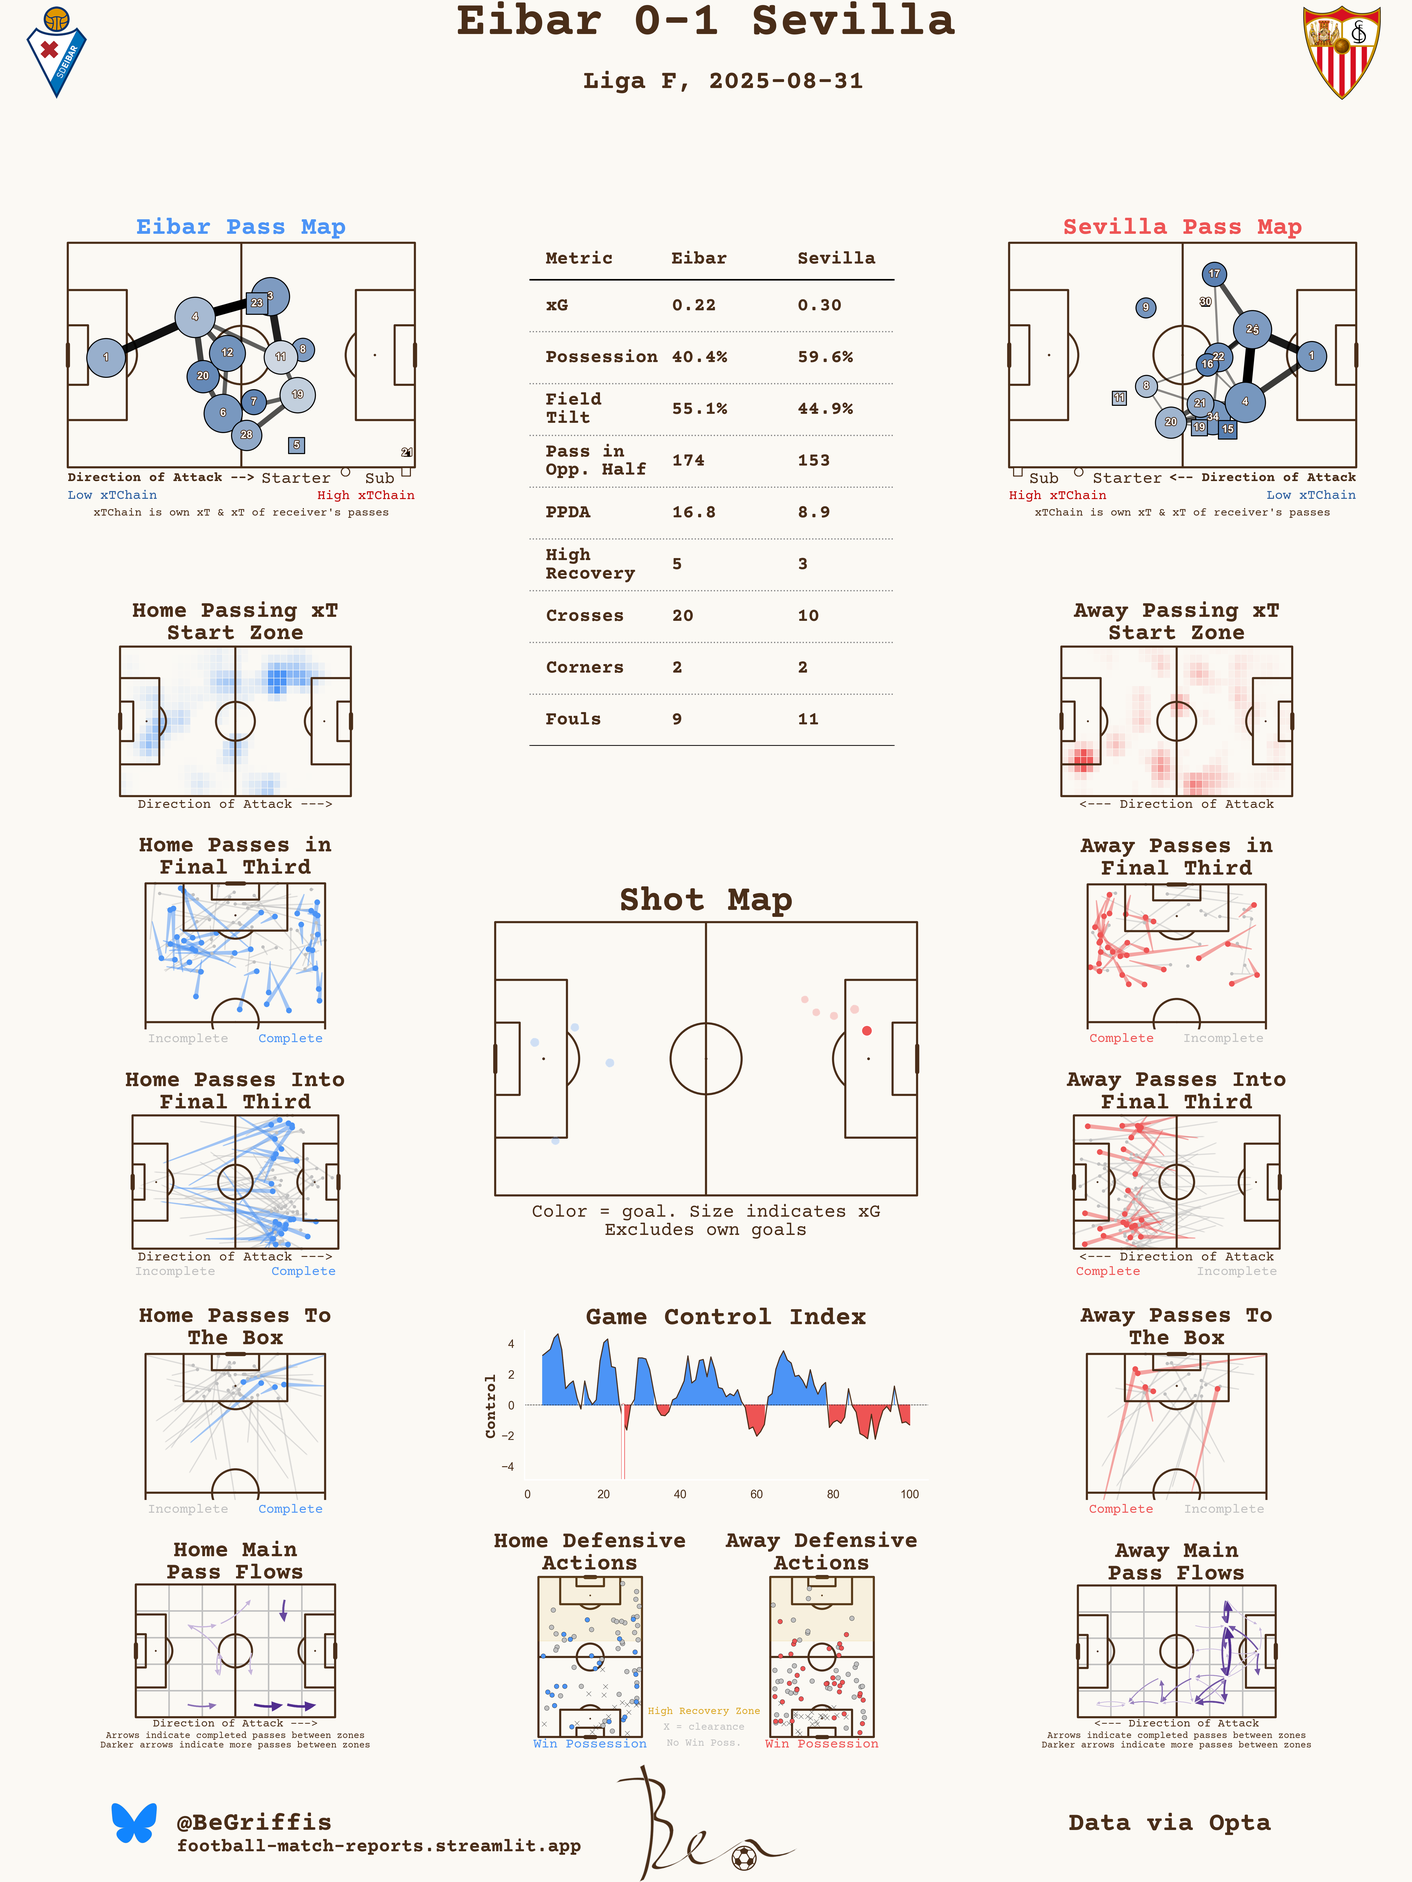 Eibar 0-1 Sevilla
Liga F, 2025-08-31
SDEIBAR
Eibar Pass Map
1
4
23
3
12
20
11
8
19
7
6
28
5
21
Direction of Attack --> Starter Sub
Low xTChain High xTChain
xTChain is own xT & xT of receiver's passes
Metric Eibar Sevilla
xG 0.22 0.30
Possession 40.4% 59.6%
Field
Tilt 55.1% 44.9%
Pass in
Opp. Half 174 153
PPDA 16.8 8.9
High
Recovery 5 3
Crosses 20 10
Corners 2 2
Fouls 9 11
Sevilla Pass Map
17
30
9
1
22
16
8
11
21
4
34
20
19
15
Sub Starter <-- Direction of Attack
High xTChain Low xTChain
xTChain is own xT & xT of receiver's passes
Home Passing xT
Start Zone
Direction of Attack --->
Away Passing xT
Start Zone
<--- Direction of Attack
Home Passes in
Final Third
Incomplete Complete
Shot Map
Color = goal. Size indicates xG
Excludes own goals
Away Passes in
Final Third
Complete Incomplete
Home Passes Into
Final Third
Direction of Attack --->
Incomplete Complete
Away Passes Into
Final Third
<--- Direction of Attack
Complete Incomplete
Home Passes To
The Box
Incomplete Complete
Game Control Index
Control
4
2
0
−2
−4
0 20 40 60 80 100
Away Passes To
The Box
Complete Incomplete
Home Main
Pass Flows
Direction of Attack --->
Arrows indicate completed passes between zones
Darker arrows indicate more passes between zones
Home Defensive
Actions
Win Possession
High Recovery Zone
X = clearance
No Win Poss.
Away Defensive
Actions
Win Possession
Away Main
Pass Flows
<--- Direction of Attack
Arrows indicate completed passes between zones
Darker arrows indicate more passes between zones
@BeGriffis
football-match-reports.streamlit.app
Ben
Data via Opta